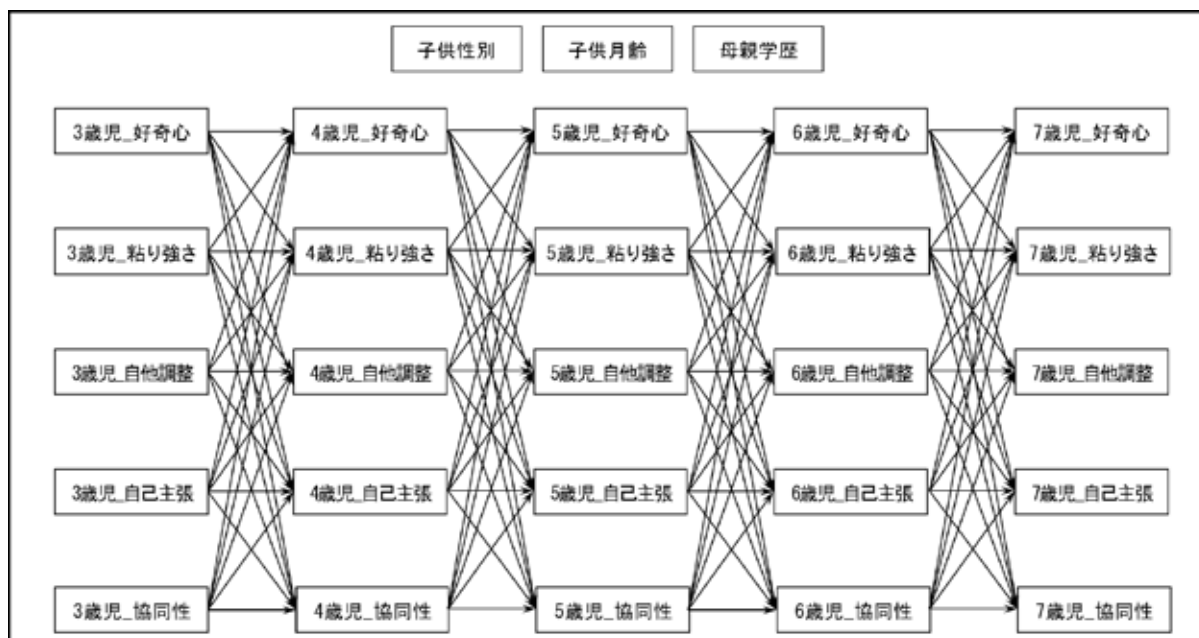 子供性別 子供月齢 母親学歴
3歳児_好奇心 4歳児_好奇心 5歳児_好奇心 6歳児_好奇心 7歳児_好奇心
3歳児_粘り強さ 4歳児_粘り強さ 5歳児_粘り強さ 6歳児_粘り強さ 7歳児_粘り強さ
3歳児_自他調整 4歳児_自他調整 5歳児_自他調整 6歳児_自他調整 7歳児_自他調整
3歳児_自己主張 4歳児_自己主張 5歳児_自己主張 6歳児_自己主張 7歳児_自己主張
3歳児_協同性 4歳児_協同性 5歳児_協同性 6歳児_協同性 7歳児_協同性